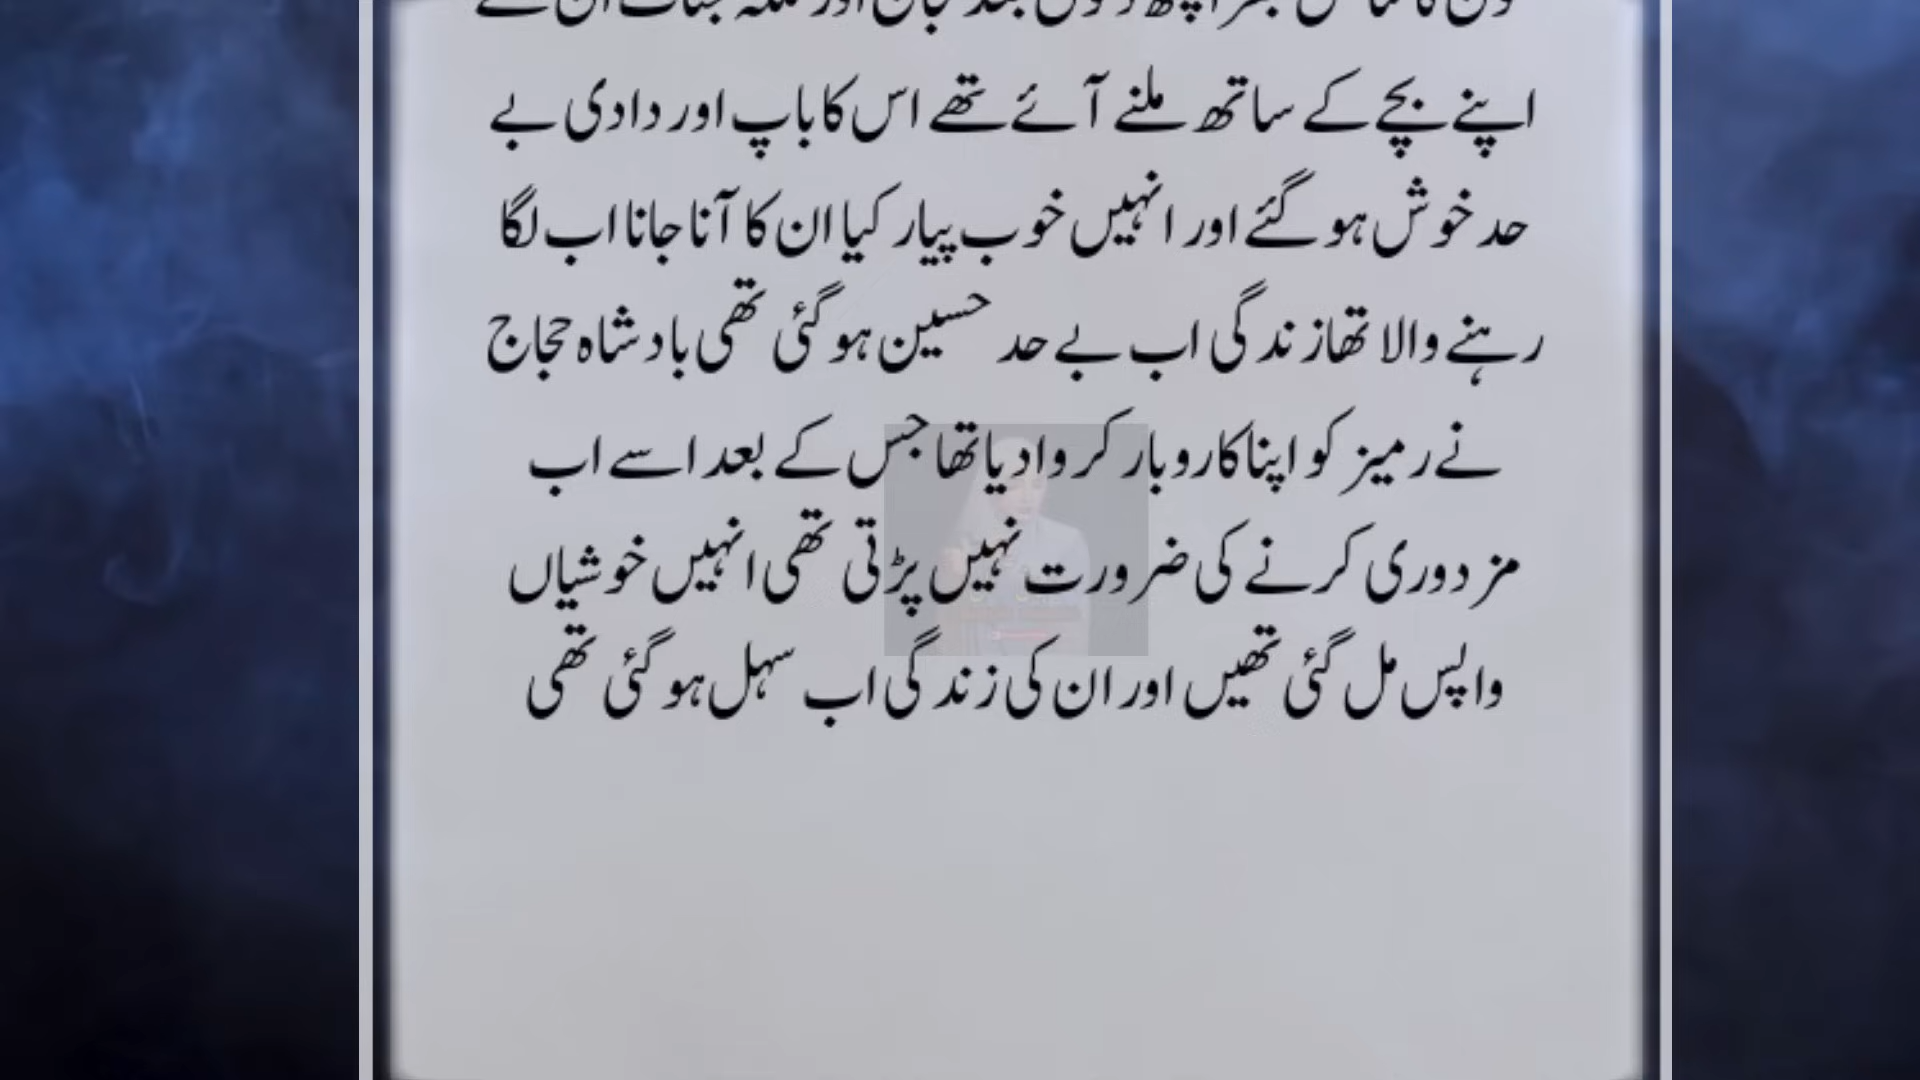 اپنے بچے کے ساتھ ملنے آئے تھے اس کا باپ اور دادی بے
حد خوش ہو گئے اور انہیں خوب پیار کیا ان کا آنا جانا اب لگا
رہنے والا تھا زندگی اب بے حد حسین ہو گئی تھی بادشاہ حجاج
نے رمیز کو اپنا کاروبار کروا دیا تھا جس کے بعد اسے اب
مزدوری کرنے کی ضرورت نہیں پڑتی تھی انہیں خوشیاں
واپس مل گئی تھیں اور ان کی زندگی اب سہل ہو گئی تھی